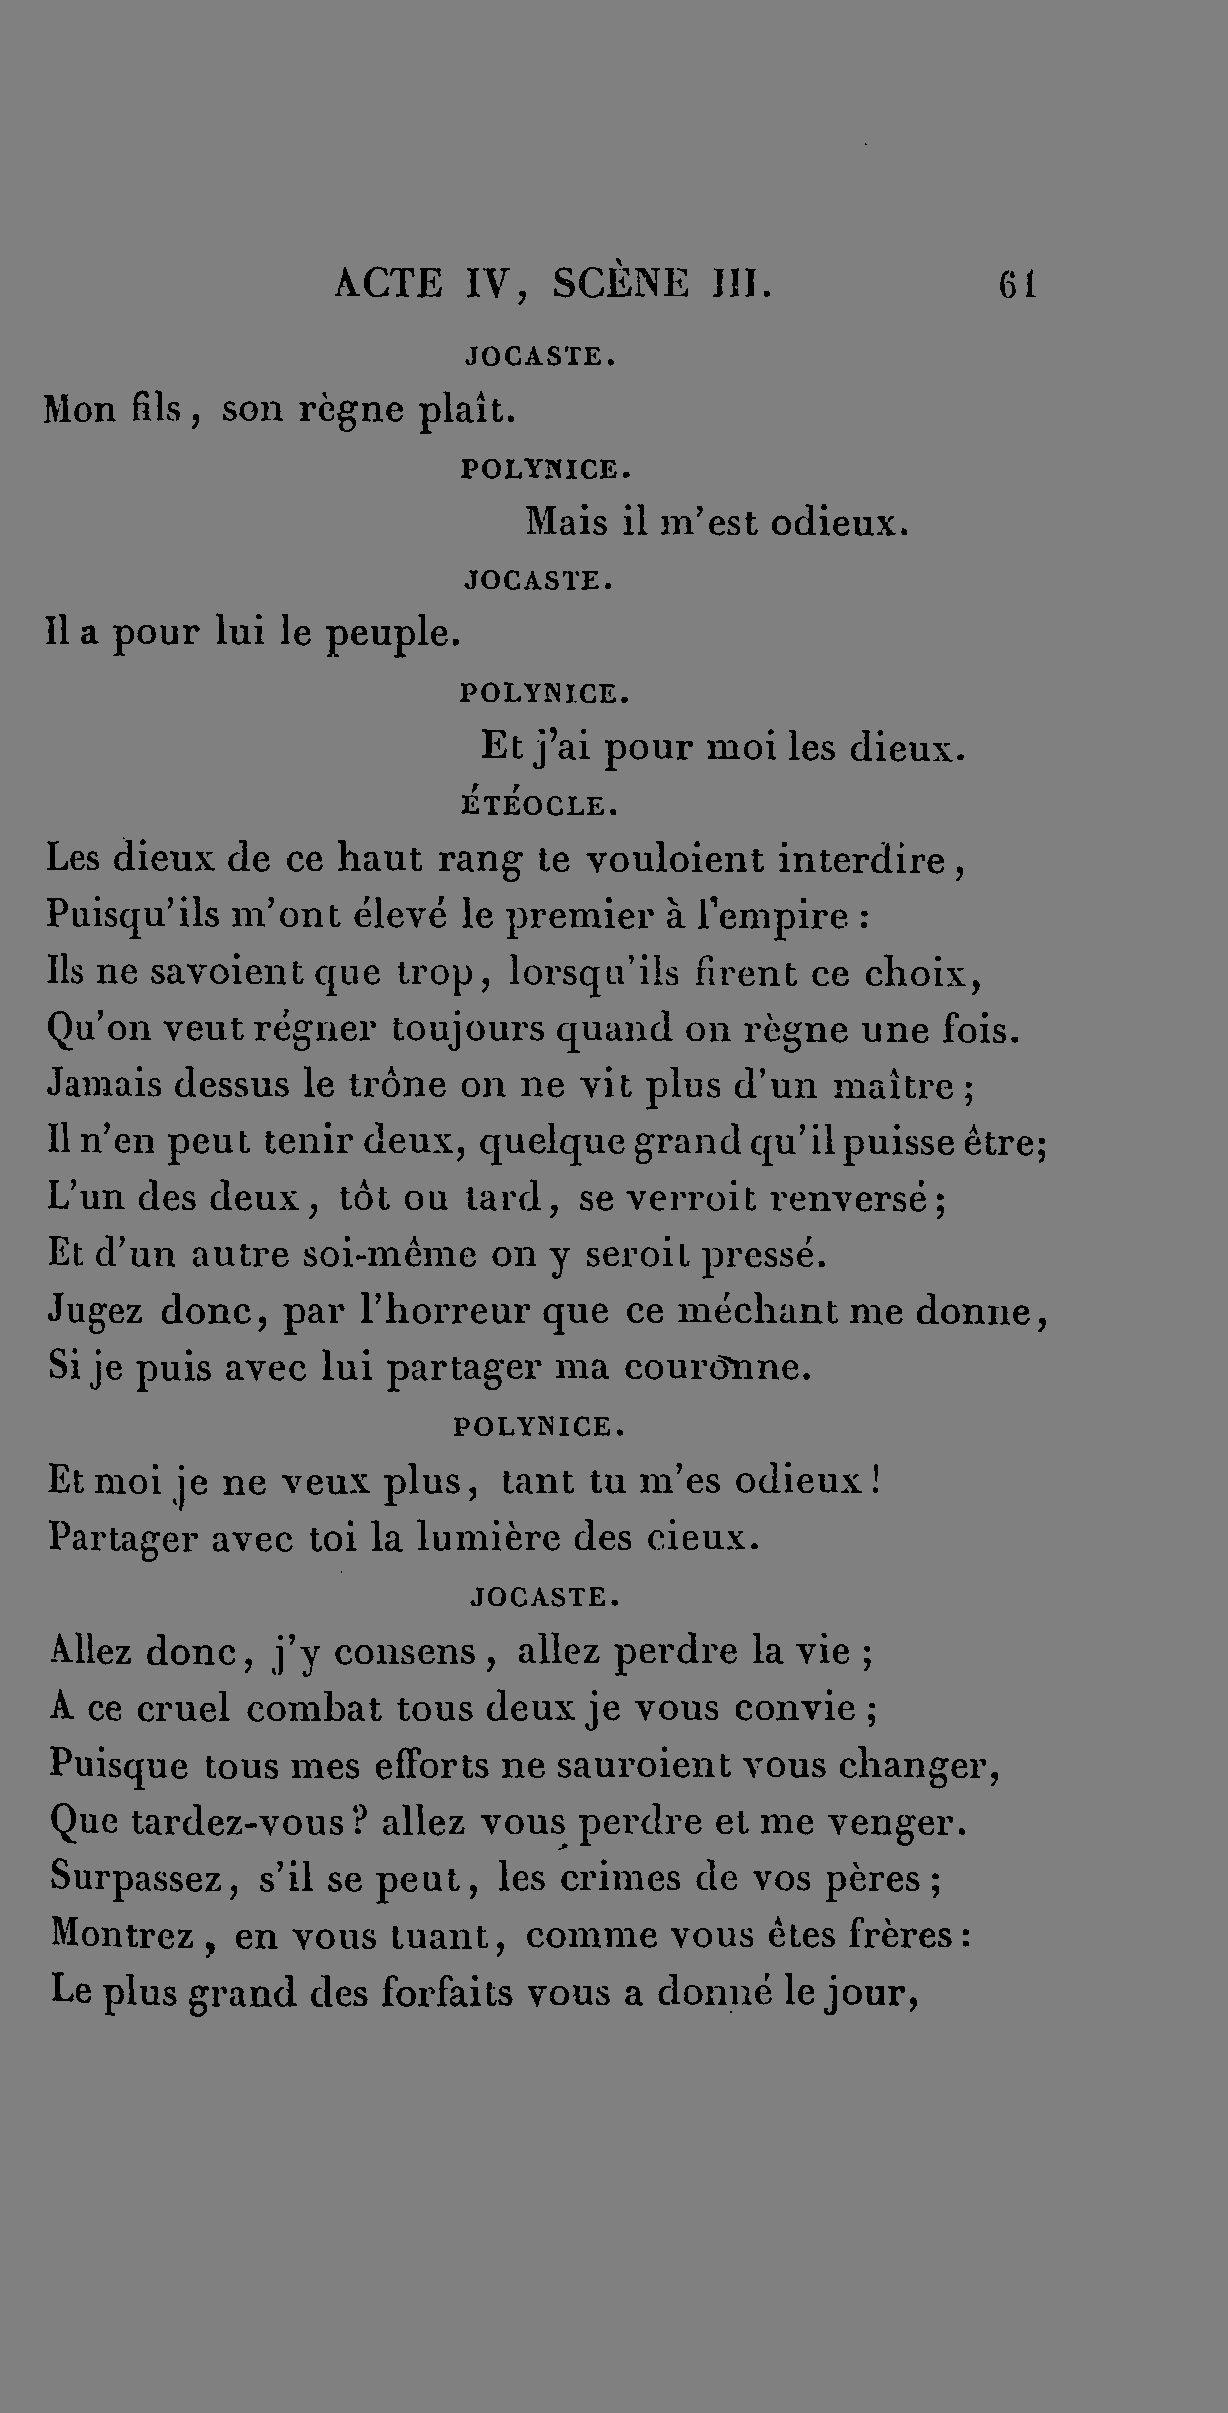 ACTE IV, SCÈNE III. 61
JOCASTE.
Mon fils, son règne plaît.
POLYNICE.
Mais il m'est odieux.
JOCASTE.
Il a pour lui le peuple.
POLYNICE.
Et j'ai pour moi les dieux.
ÉTÉOCLE.
Les dieux de ce haut rang te vouloient interdire,
Puisqu'ils m'ont élevé le premier à l'empire :
Ils ne savoient que trop, lorsqu'ils firent ce choix,
Qu'on veut régner toujours quand on règne une fois.
Jamais dessus le trône on ne vit plus d'un maître ;
Il n'en peut tenir deux, quelque grand qu'il puisse être;
L'un des deux, tôt ou tard, se verroit renversé ;
Et d'un autre soi-même on y seroit pressé.
Jugez donc, par l'horreur que ce méchant me donne,
Si je puis avec lui partager ma couronne.
POLYNICE.
Et moi je ne veux plus, tant tu m'es odieux !
Partager avec toi la lumière des cieux.
JOCASTE.
Allez donc, j'y consens, allez perdre la vie ;
A ce cruel combat tous deux je vous convie ;
Puisque tous mes efforts ne sauroient vous changer,
Que tardez-vous ? allez vous perdre et me venger.
Surpassez, s'il se peut, les crimes de vos pères ;
Montrez, en vous tuant, comme vous êtes frères :
Le plus grand des forfaits vous a donné le jour,